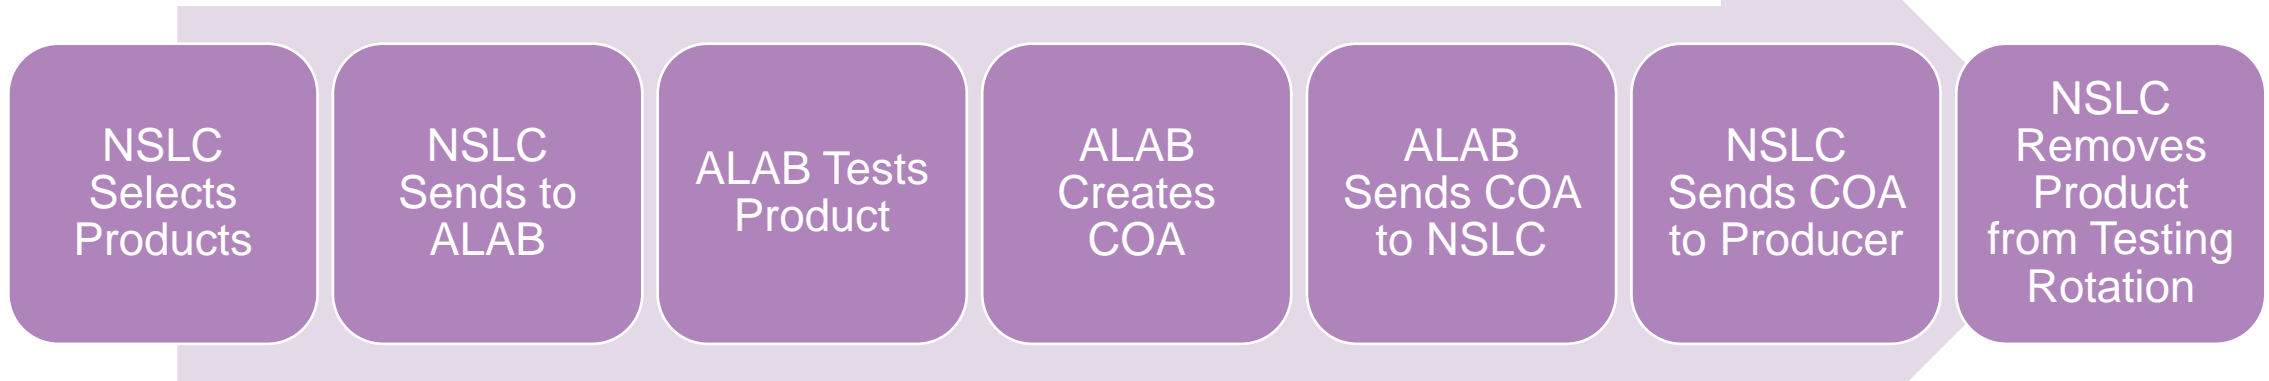 NSLC
Selects
Products
NSLC
Sends to
ALAB
ALAB Tests
Product
ALAB
Creates
COA
ALAB
Sends COA
to NSLC
NSLC
Sends COA
to Producer
NSLC
Removes
Product
from Testing
Rotation